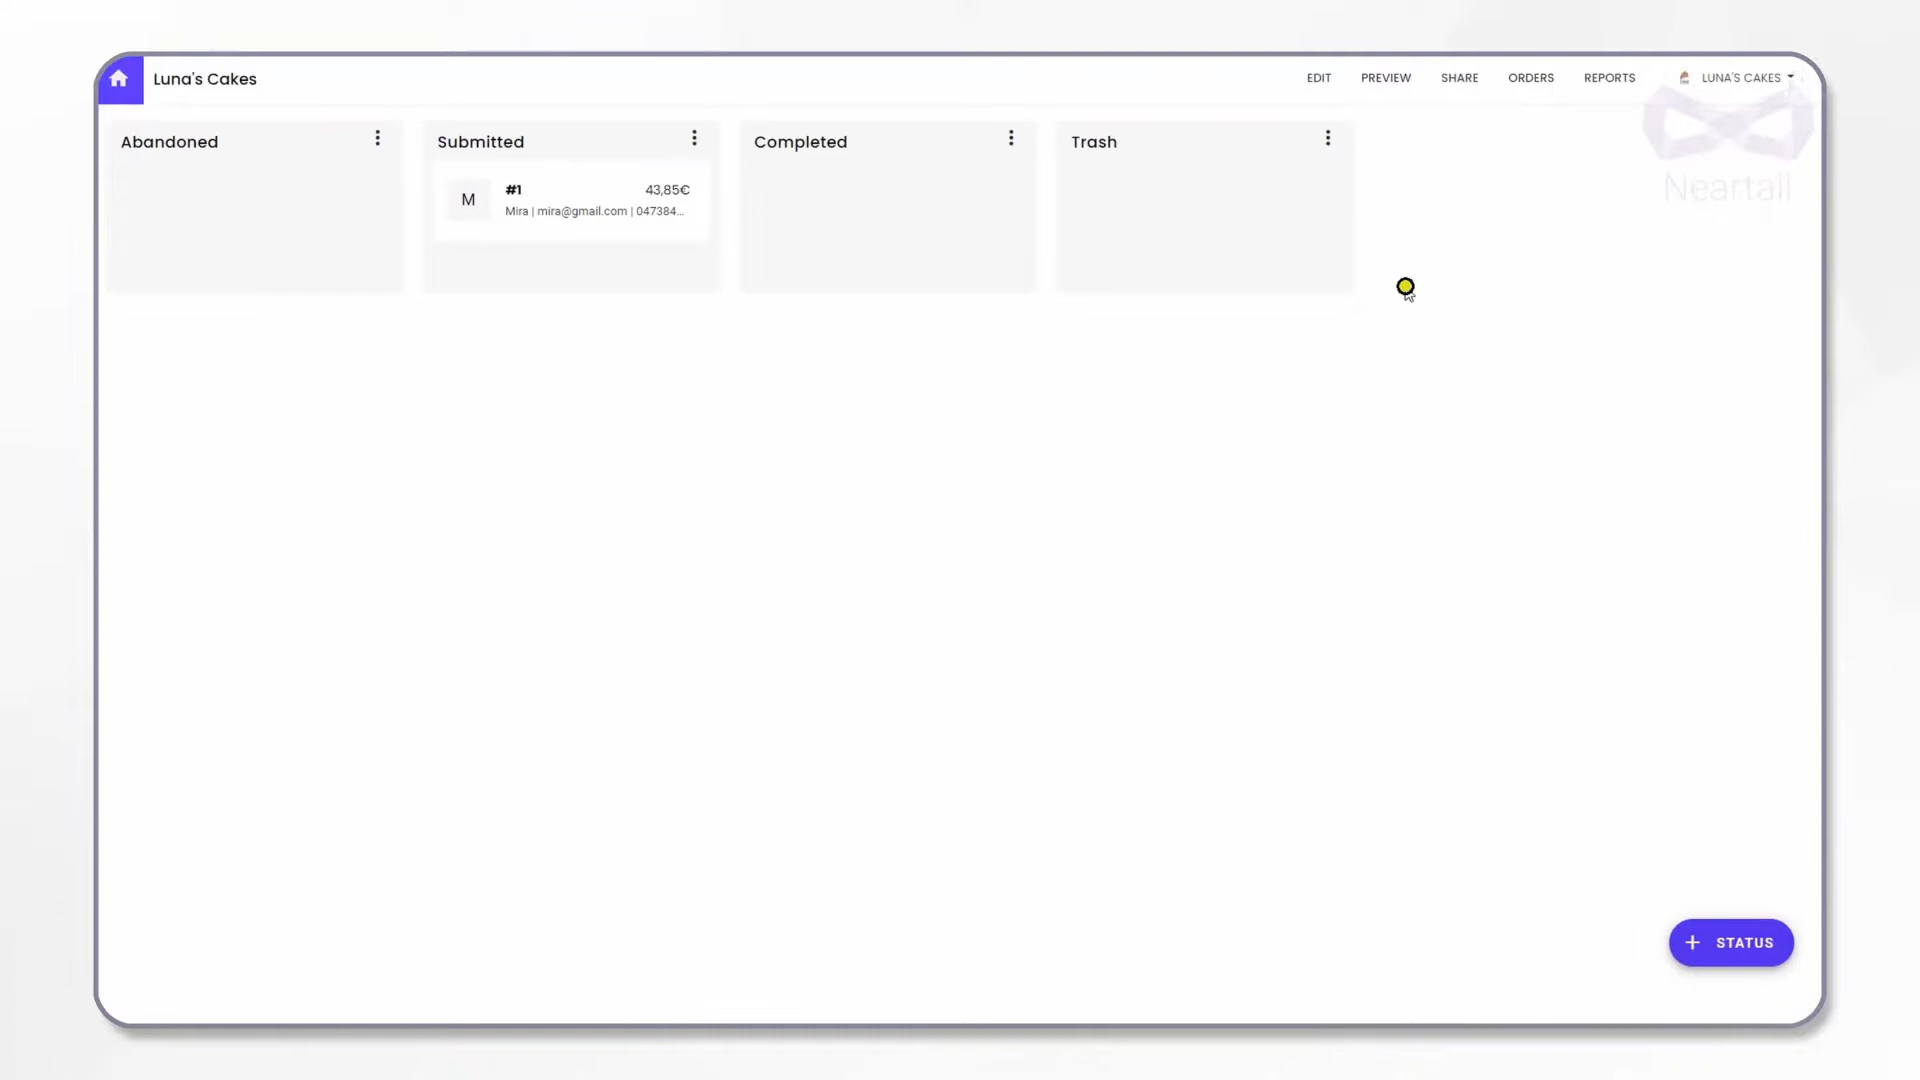 Luna's Cakes
EDIT PREVIEW SHARE ORDERS REPORTS LUNA'S CAKES
Neartail
Abandoned
Submitted
#1 43,85€
M
Mira | mira@gmail.com | 047384...
Completed
Trash
+ STATUS